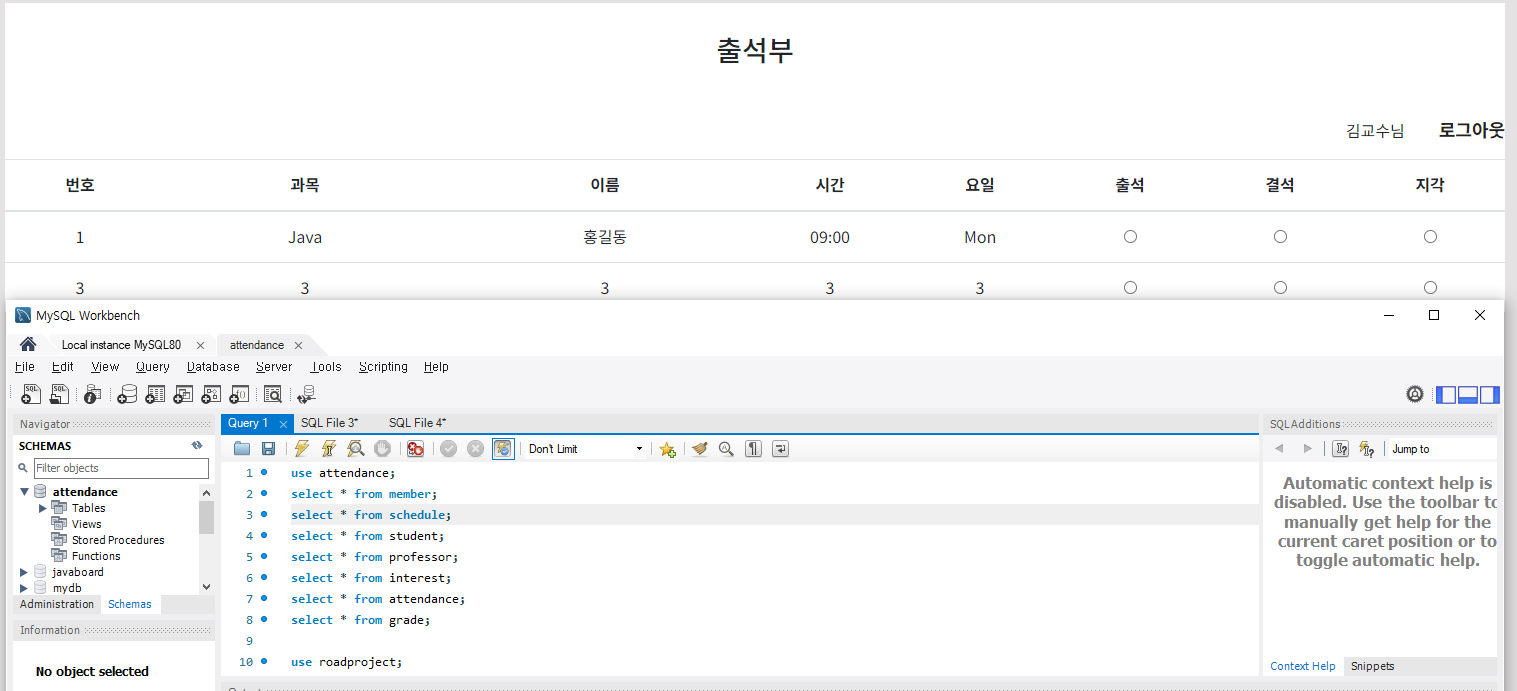 출석부
김교수님 로그아웃
번호 과목 이름 시간 요일 출석 결석 지각
1 Java 홍길동 09:00 Mon
3 3 3 3 3
MySQL Workbench
Local instance MySQL80 attendance
File Edit View Query Database Server Tools Scripting Help
Navigator
SCHEMAS
Filter objects
attendance
Tables
Views
Stored Procedures
Functions
javaboard
mydb
Administration Schemas
Information
No object selected
Query 1 SQL File 3* SQL File 4*
Don't Limit
1 use attendance;
2 select * from member;
3 select * from schedule;
4 select * from student;
5 select * from professor;
6 select * from interest;
7 select * from attendance;
8 select * from grade;
9
10 use roadproject;
SQLAdditions
Jump to
Automatic context help is
disabled. Use the toolbar to
manually get help for the
current caret position or to
toggle automatic help.
Context Help Snippets